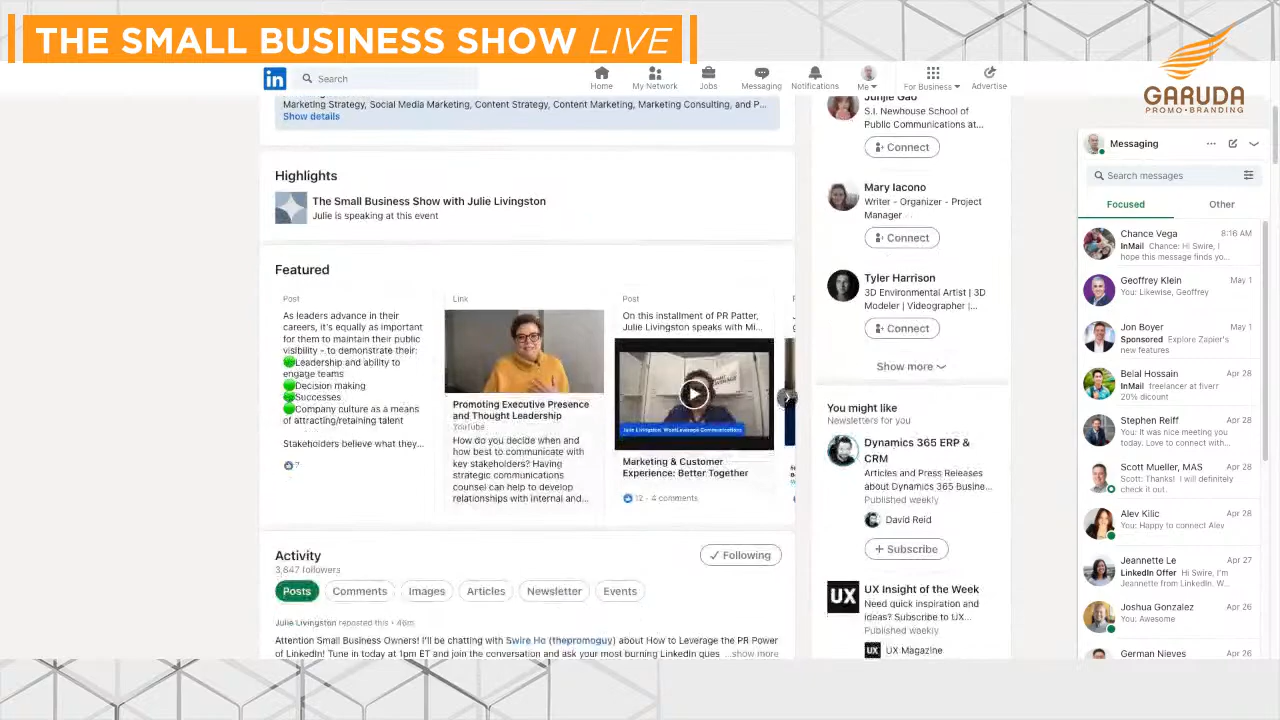 THE SMALL BUSINESS SHOW LIVE
GARUDA
PROMO•BRANDING
in
Search
Home
My Network
Jobs
Messaging
Notifications
Me
For Business
Advertise
Marketing Strategy, Social Media Marketing, Content Strategy, Content Marketing, Marketing Consulting, and P...
Show details
Highlights
The Small Business Show with Julie Livingston
Julie is speaking at this event
Featured
Post
As leaders advance in their
careers, it's equally as important
for them to maintain their public
visibility - to demonstrate their:
Leadership and ability to
engage teams
Decision making
Successes
Company culture as a means
of attracting/retaining talent
Stakeholders believe what they...
7
Link
Promoting Executive Presence
and Thought Leadership
YouTube
How do you decide when and
how best to communicate with
key stakeholders? Having
strategic communications
counsel can help to develop
relationships with internal and...
Post
On this installment of PR Patter,
Julie Livingston speaks with Mi...
Julie Livingston, WantLeverage Communications
Marketing & Customer
Experience: Better Together
12 · 4 comments
Activity
3,647 followers
Following
Posts
Comments
Images
Articles
Newsletter
Events
Julie Livingston reposted this • 46m
Attention Small Business Owners! I'll be chatting with Swire Ho (thepromoguy) about How to Leverage the PR Power
of LinkedIn! Tune in today at 1pm ET and join the conversation and ask your most burning LinkedIn ques ...show more
Junjie Gao
S.I. Newhouse School of
Public Communications at...
Connect
Mary Iacono
Writer - Organizer - Project
Manager
Connect
Tyler Harrison
3D Environmental Artist | 3D
Modeler | Videographer |...
Connect
Show more
You might like
Newsletters for you
Dynamics 365 ERP &
CRM
Articles and Press Releases
about Dynamics 365 Busine...
Published weekly
David Reid
+ Subscribe
UX
UX Insight of the Week
Need quick inspiration and
ideas? Subscribe to UX...
Published weekly
UX
UX Magazine
Messaging
Search messages
Focused
Other
Chance Vega 8:16 AM
InMail Chance: Hi Swire, I
hope this message finds yo...
Geoffrey Klein May 1
You: Likewise, Geoffrey
Jon Boyer May 1
Sponsored Explore Zapier's
new features
Belal Hossain Apr 28
InMail freelancer at fiverr
20% discount
Stephen Reiff Apr 28
You: It was nice meeting you
today. Love to connect with...
Scott Mueller, MAS Apr 28
Scott: Thanks! I will definitely
check it out.
Alev Kilic Apr 28
You: Happy to connect Alev
Jeannette Le Apr 27
LinkedIn Offer Hi Swire, I'm
Jeannette from LinkedIn. W...
Joshua Gonzalez Apr 26
You: Awesome
German Nieves Apr 26